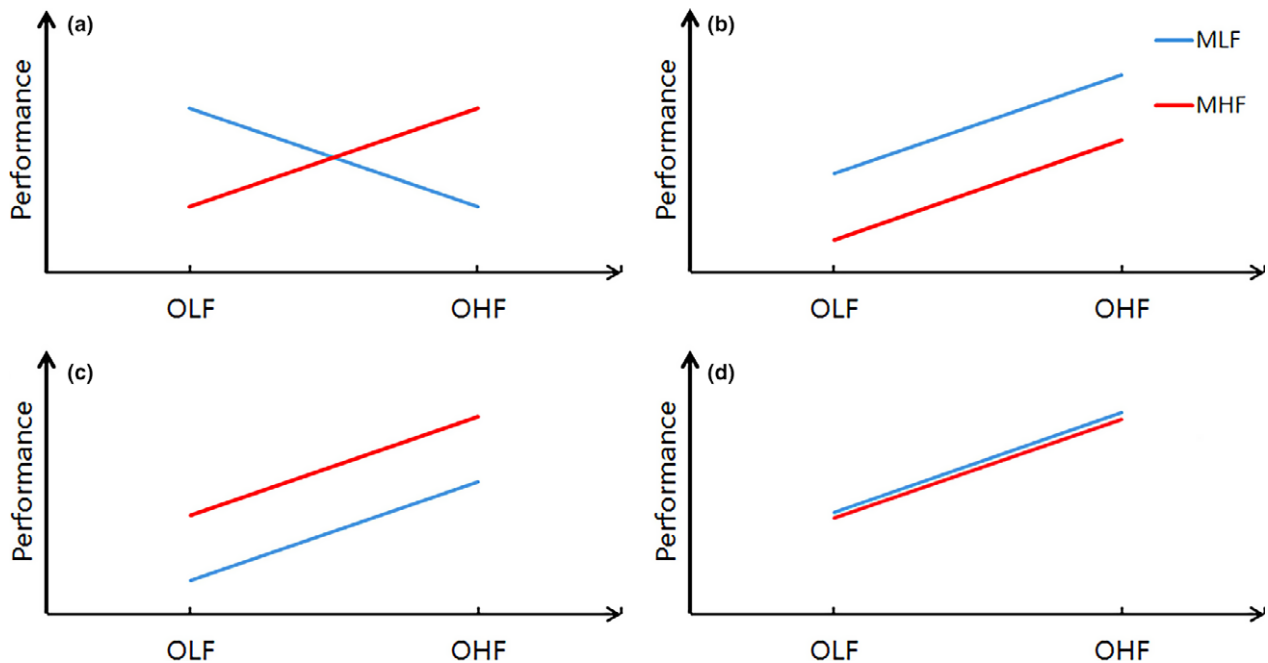 (a)
Performance
OLF
OHF
(b)
Performance
MLF
MHF
OLF
OHF
(c)
Performance
OLF
OHF
(d)
Performance
OLF
OHF